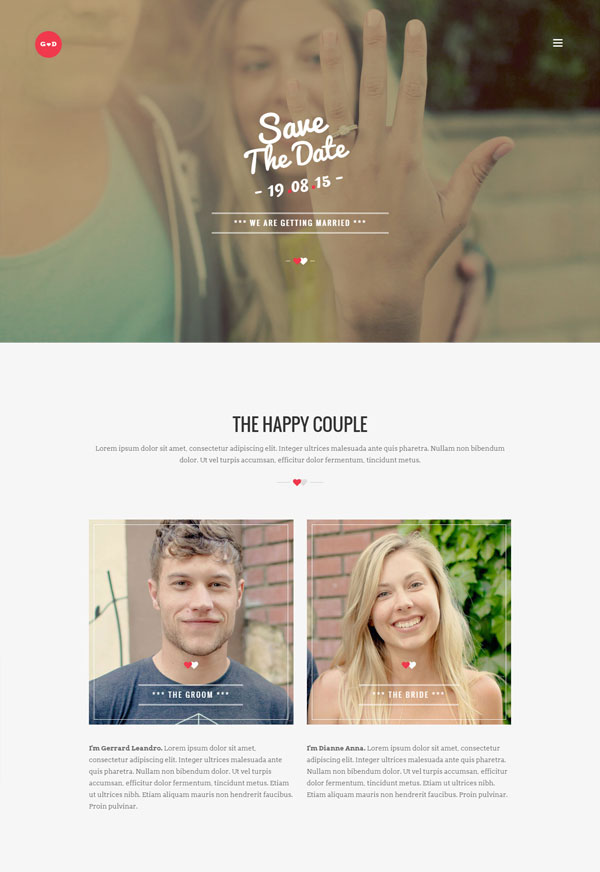 G♥D
Save
The Date
- 19.08.15 -
*** WE ARE GETTING MARRIED ***
THE HAPPY COUPLE
Lorem ipsum dolor sit amet, consectetur adipiscing elit. Integer ultrices malesuada ante quis pharetra. Nullam non bibendum
dolor. Ut vel turpis accumsan, efficitur dolor fermentum, tincidunt metus.
*** THE GROOM ***
*** THE BRIDE ***
I'm Gerrard Leandro. Lorem ipsum dolor sit amet,
consectetur adipiscing elit. Integer ultrices malesuada ante
quis pharetra. Nullam non bibendum dolor. Ut vel turpis
accumsan, efficitur dolor fermentum, tincidunt metus. Etiam
ut ultrices nibh. Etiam aliquam mauris non hendrerit faucibus.
Proin pulvinar.
I'm Dianne Anna. Lorem ipsum dolor sit amet, consectetur
adipiscing elit. Integer ultrices malesuada ante quis
pharetra. Nullam non bibendum dolor. Ut vel turpis accumsan,
efficitur dolor fermentum, tincidunt metus. Etiam ut ultrices nibh.
Etiam aliquam mauris non hendrerit faucibus. Proin pulvinar.